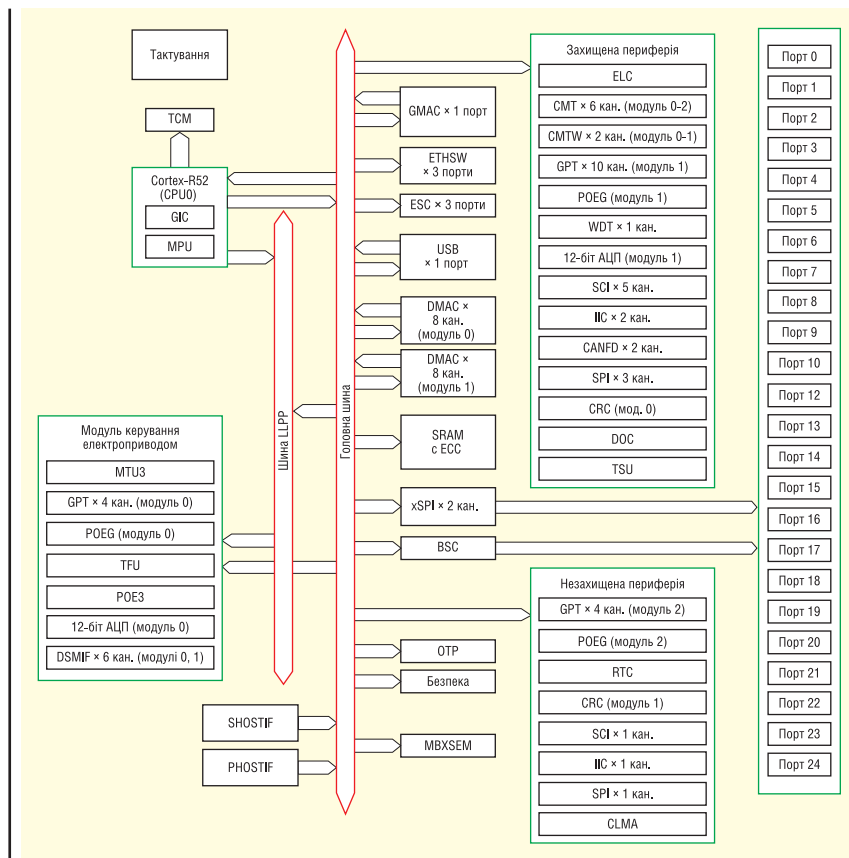 Тактування
TCM
Cortex-R52
(CPU0)
GIC
MPU
Модуль керування
електроприводом
MTU3
GPT × 4 кан. (модуль 0)
POEG (модуль 0)
TFU
POE3
12-біт АЦП (модуль 0)
DSMIF × 6 кан. (модулі 0, 1)
SHOSTIF
PHOSTIF
Шина LLPP
Головна шина
GMAC × 1 порт
ETHSW
× 3 порти
ESC × 3 порти
USB
× 1 порт
DMAC ×
8 кан.
(модуль 0)
DMAC ×
8 кан.
(модуль 1)
SRAM
с ECC
xSPI × 2 кан.
BSC
OTP
Безпека
MBXSEM
Захищена периферія
ELC
CMT × 6 кан. (модуль 0-2)
CMTW × 2 кан. (модуль 0-1)
GPT × 10 кан. (модуль 1)
POEG (модуль 1)
WDT × 1 кан.
12-біт АЦП (модуль 1)
SCI × 5 кан.
IIC × 2 кан.
CANFD × 2 кан.
SPI × 3 кан.
CRC (мод. 0)
DOC
TSU
Незахищена периферія
GPT × 4 кан. (модуль 2)
POEG (модуль 2)
RTC
CRC (модуль 1)
SCI × 1 кан.
IIC × 1 кан.
SPI × 1 кан.
CLMA
Порт 0
Порт 1
Порт 2
Порт 3
Порт 4
Порт 5
Порт 6
Порт 7
Порт 8
Порт 9
Порт 10
Порт 12
Порт 13
Порт 14
Порт 15
Порт 16
Порт 17
Порт 18
Порт 19
Порт 20
Порт 21
Порт 22
Порт 23
Порт 24